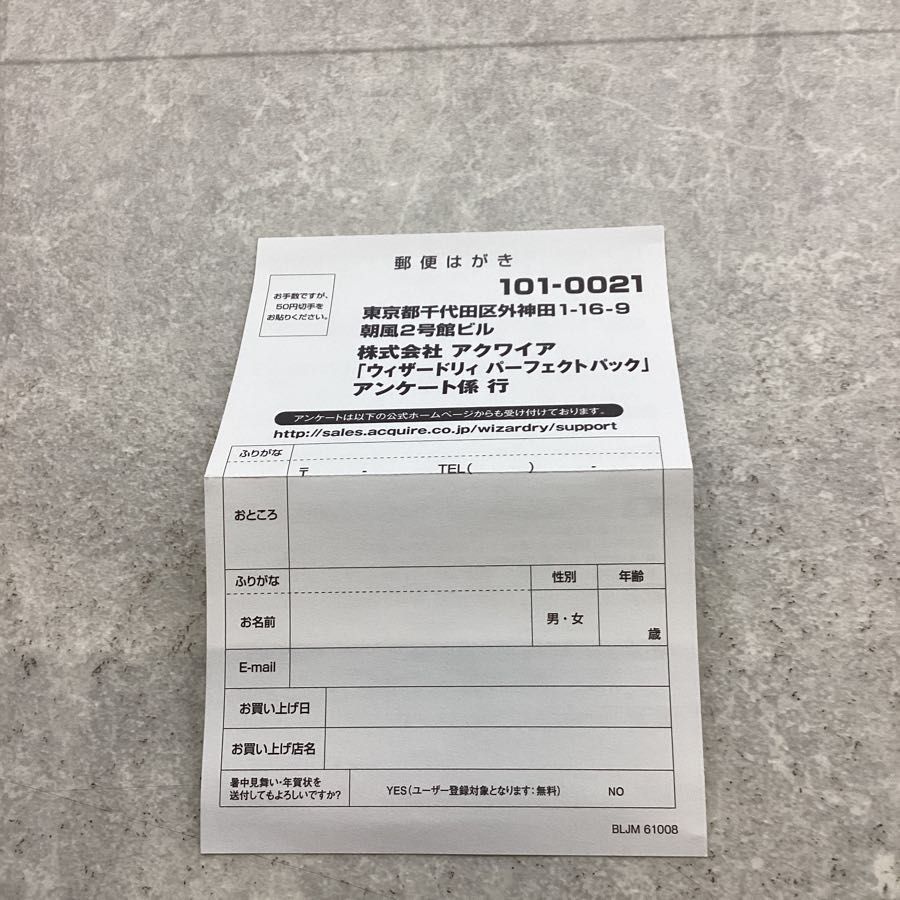 郵便はがき
お手数ですが、
50円切手を
お貼りください。
101-0021
東京都千代田区外神田1-16-9
朝風2号館ビル
株式会社 アクワイア
「ウィザードリィ パーフェクトパック」
アンケート係 行
アンケートは以下の公式ホームページからも受け付けております。
http://sales.acquire.co.jp/wizardry/support
ふりがな
〒 - TEL( ) -
おところ
ふりがな 性別 年齢
お名前 男・女 歳
E-mail
お買い上げ日
お買い上げ店名
暑中見舞い・年賀状を
送付してもよろしいですか？ YES(ユーザー登録対象となります：無料) NO
BLJM 61008